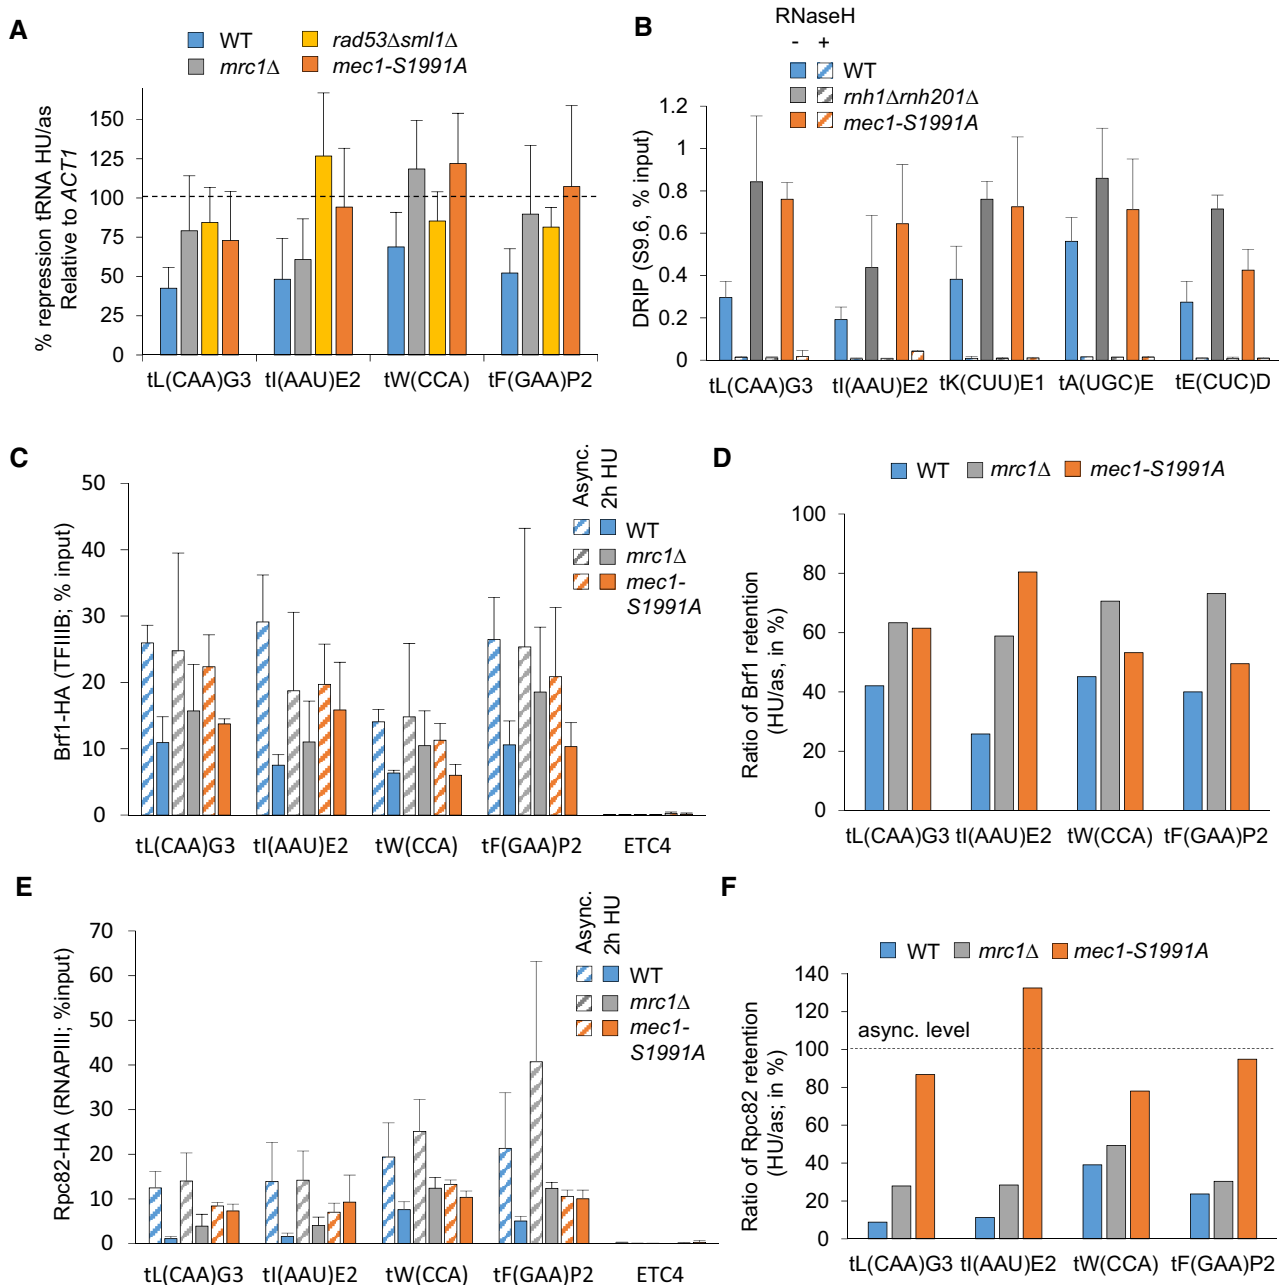 A
WT
rad53Δsml1Δ
mrc1Δ
mec1-S1991A
% repression tRNA HU/as
Relative to ACT1
150
125
100
75
50
25
0
tL(CAA)G3 tI(AAU)E2 tW(CCA) tF(GAA)P2
B
RNaseH
- +
WT
rnh1Δrnh201Δ
mec1-S1991A
DRIP (S9.6, % input)
1.2
1
0.8
0.6
0.4
0.2
0
tL(CAA)G3 tI(AAU)E2 tK(CUU)E1 tA(UGC)E tE(CUC)D
C
Async.
2h HU
WT
mrc1Δ
mec1-
S1991A
Brf1-HA (TFIIIB; % input)
50
40
30
20
10
0
tL(CAA)G3 tI(AAU)E2 tW(CCA) tF(GAA)P2 ETC4
D
WT mrc1Δ mec1-S1991A
Ratio of Brf1 retention
(HU/as, in %)
100
80
60
40
20
0
tL(CAA)G3 tI(AAU)E2 tW(CCA) tF(GAA)P2
E
Async.
2h HU
WT
mrc1Δ
mec1-
S1991A
Rpc82-HA (RNAPIII; %input)
70
60
50
40
30
20
10
0
tL(CAA)G3 tI(AAU)E2 tW(CCA) tF(GAA)P2 ETC4
F
WT mrc1Δ mec1-S1991A
Ratio of Rpc82 retention
(HU/as; in %)
140
120
async. level
100
80
60
40
20
0
tL(CAA)G3 tI(AAU)E2 tW(CCA) tF(GAA)P2